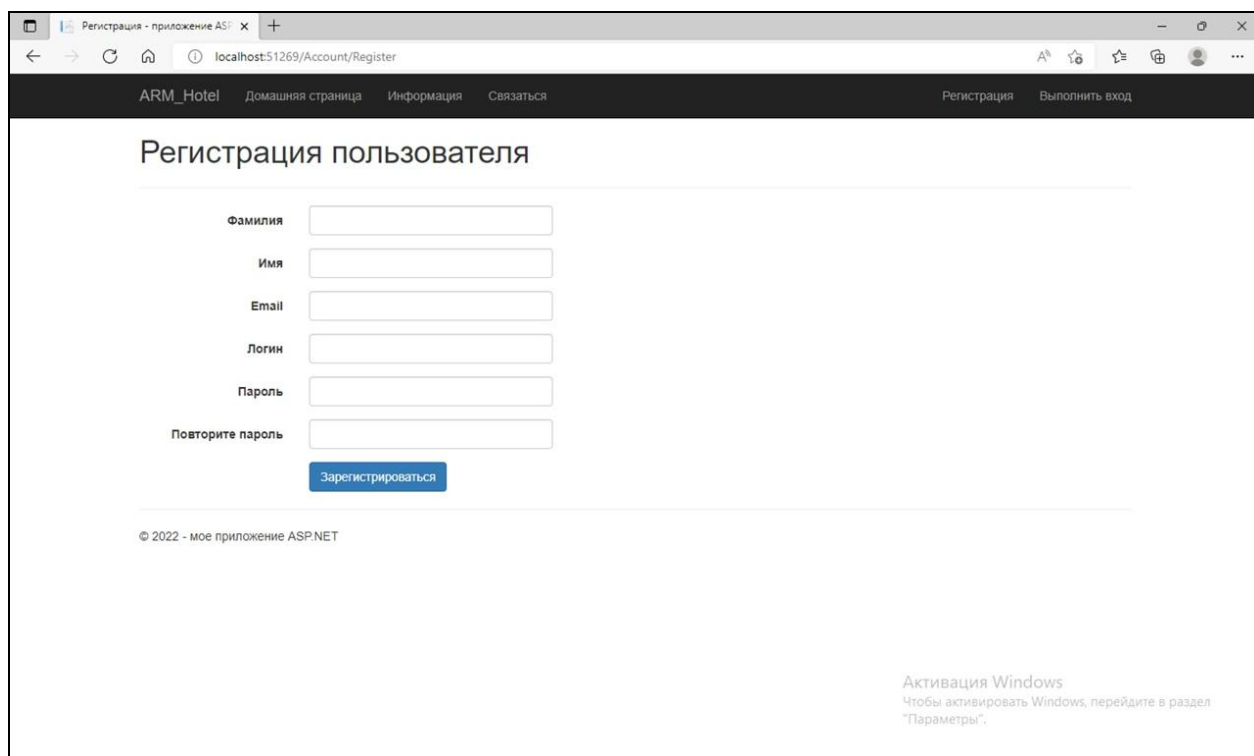 Регистрация - приложение ASP
localhost:51269/Account/Register
ARM_Hotel Домашняя страница Информация Связаться Регистрация Выполнить вход
Регистрация пользователя
Фамилия
Имя
Email
Логин
Пароль
Повторите пароль
Зарегистрироваться
© 2022 - мое приложение ASP.NET
Активация Windows
Чтобы активировать Windows, перейдите в раздел
"Параметры".